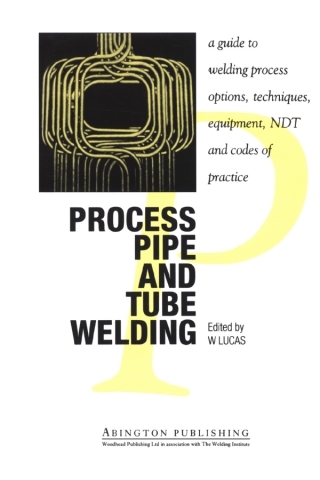 a guide to
welding process
options, techniques,
equipment, NDT
and codes of
practice
P
PROCESS
PIPE
AND
TUBE
WELDING
Edited by
W LUCAS
ABINGTON PUBLISHING
Woodhead Publishing Ltd in association with The Welding Institute